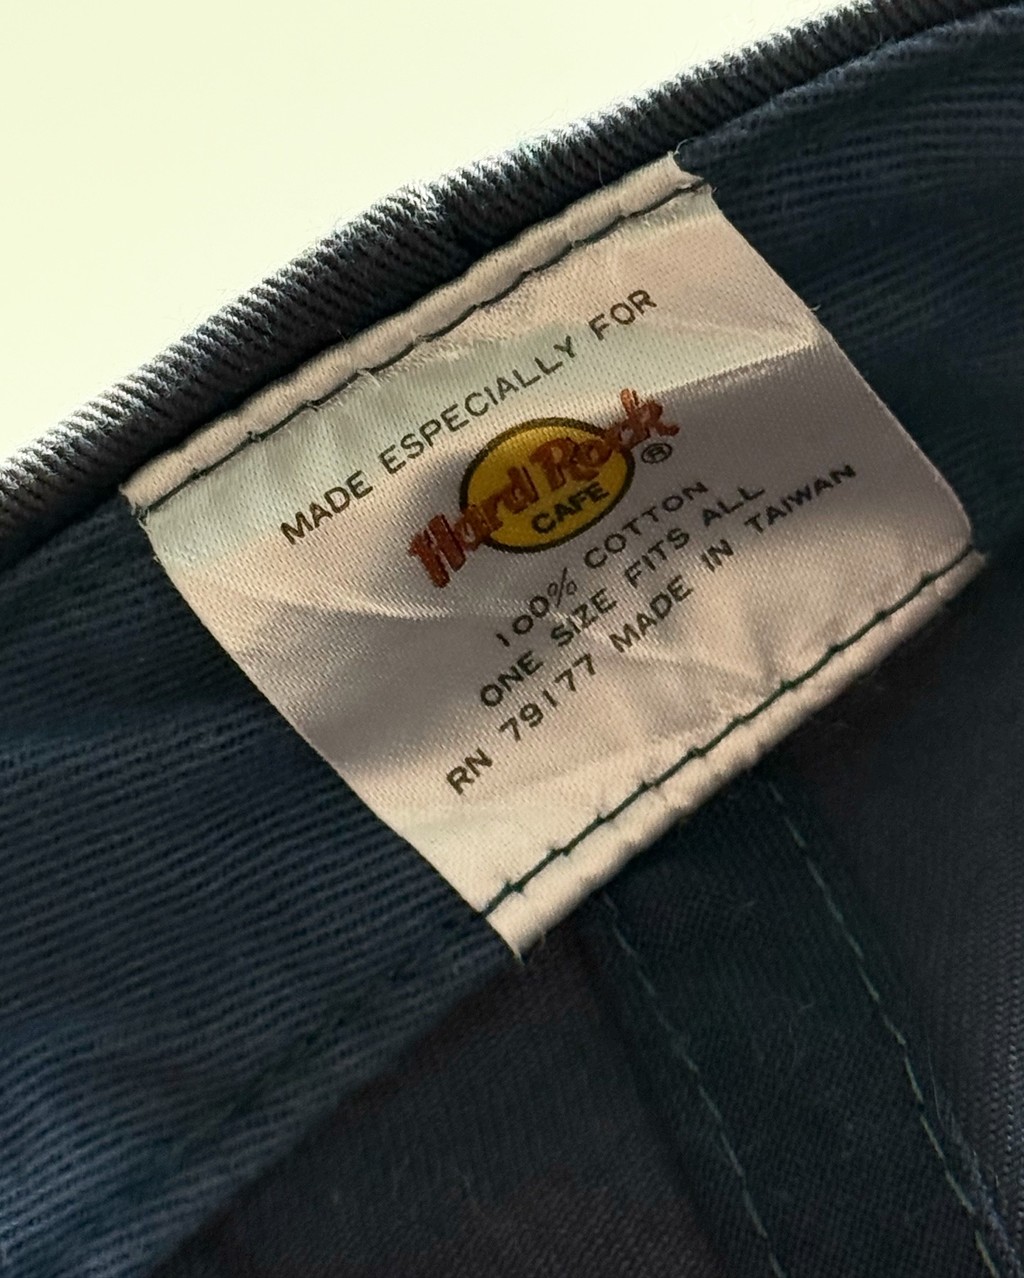 MADE ESPECIALLY FOR
Hard Rock ®
CAFE
100% COTTON
ONE SIZE FITS ALL
RN 79177 MADE IN TAIWAN